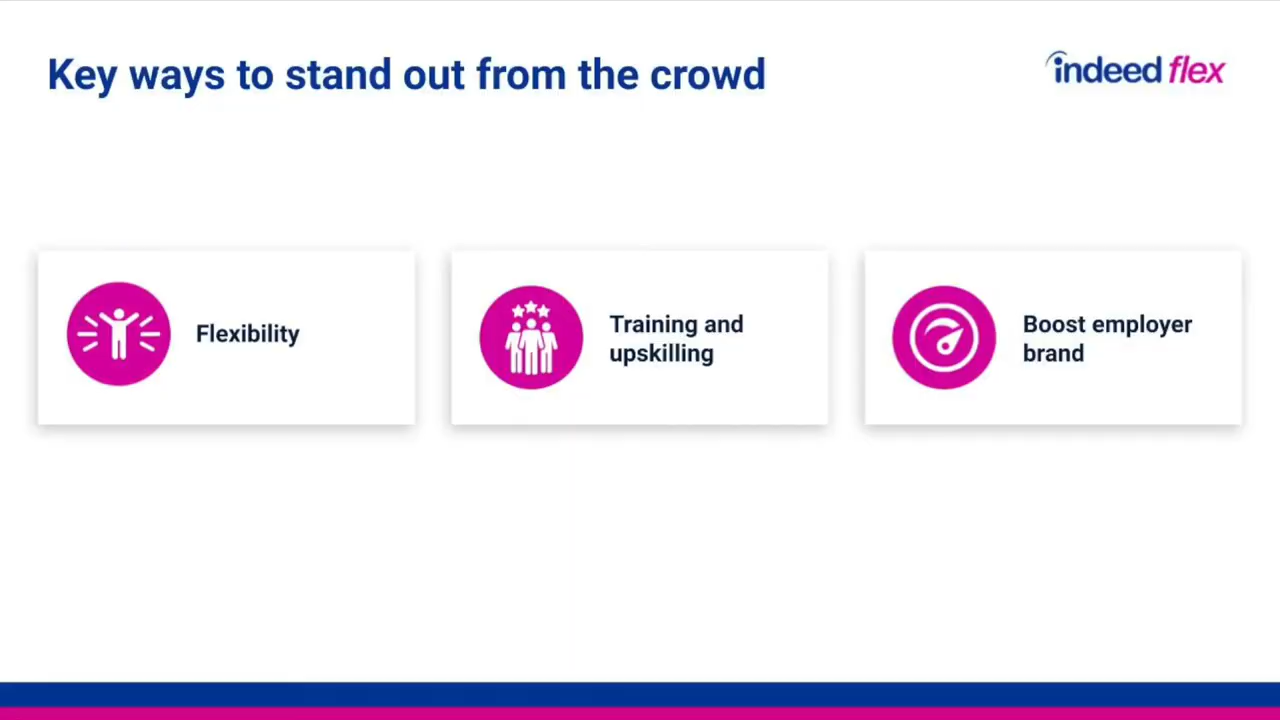 Key ways to stand out from the crowd
indeed flex
Flexibility
Training and
upskilling
Boost employer
brand